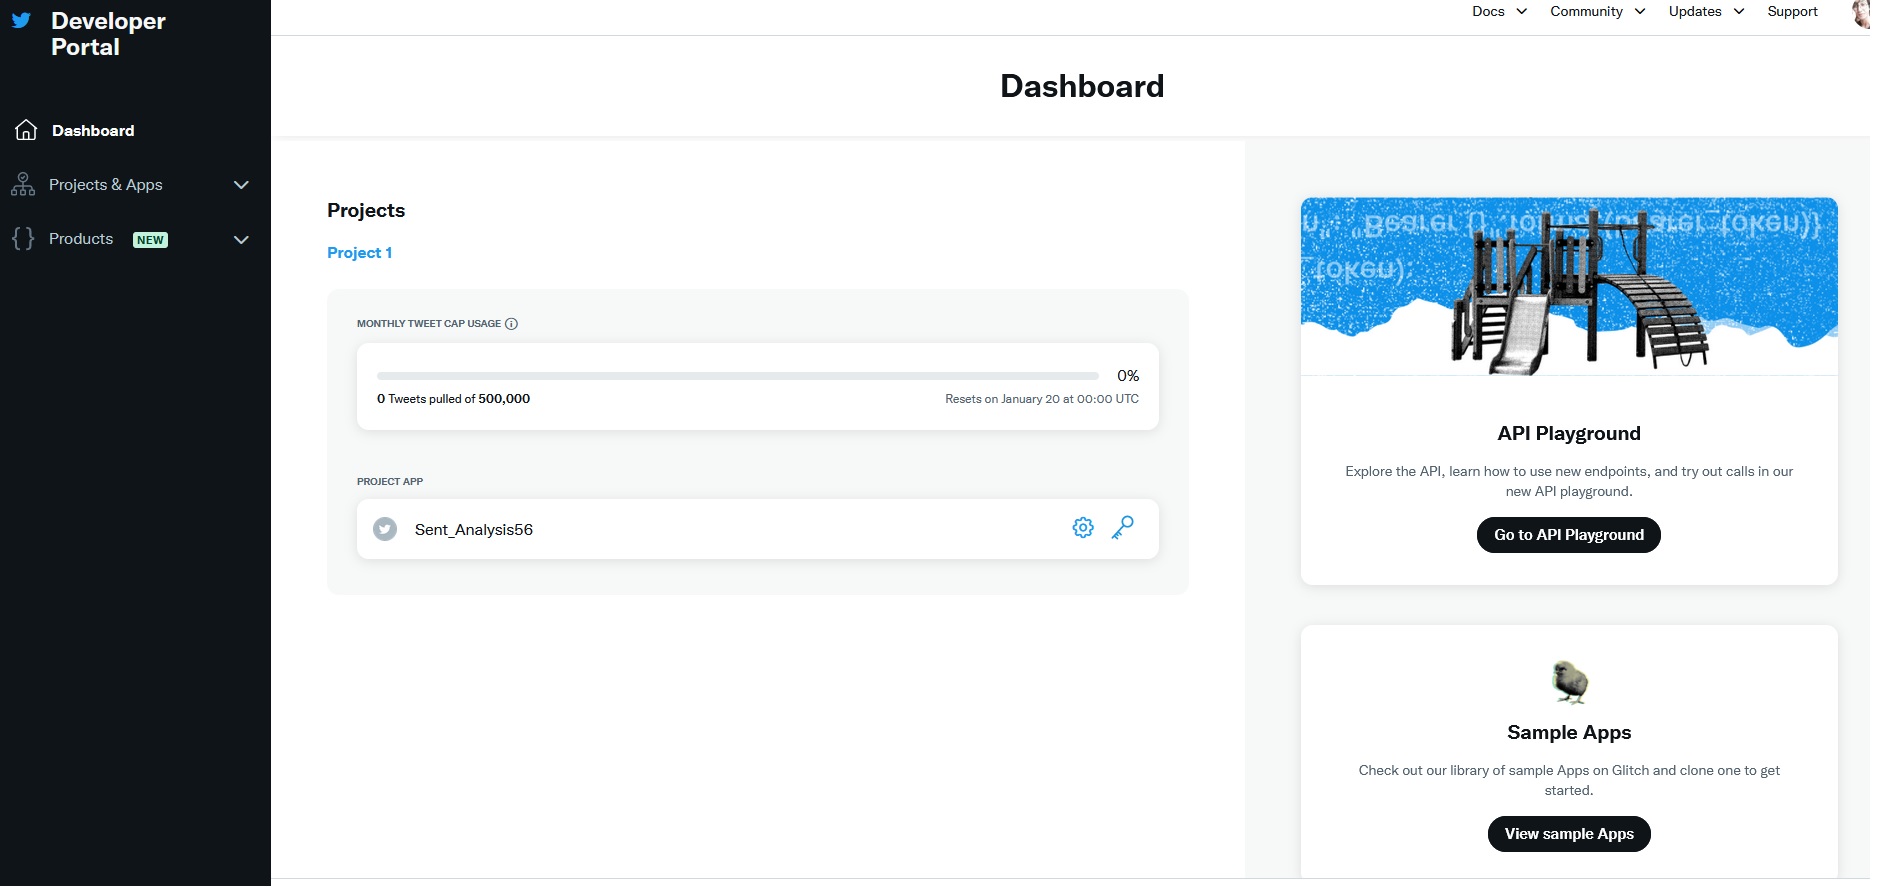 Developer
Portal
Dashboard
Projects & Apps
Products NEW
Docs Community Updates Support
Dashboard
Projects
Project 1
MONTHLY TWEET CAP USAGE
0%
0 Tweets pulled of 500,000
Resets on January 20 at 00:00 UTC
PROJECT APP
Sent_Analysis56
API Playground
Explore the API, learn how to use new endpoints, and try out calls in our
new API playground.
Go to API Playground
Sample Apps
Check out our library of sample Apps on Glitch and clone one to get
started.
View sample Apps